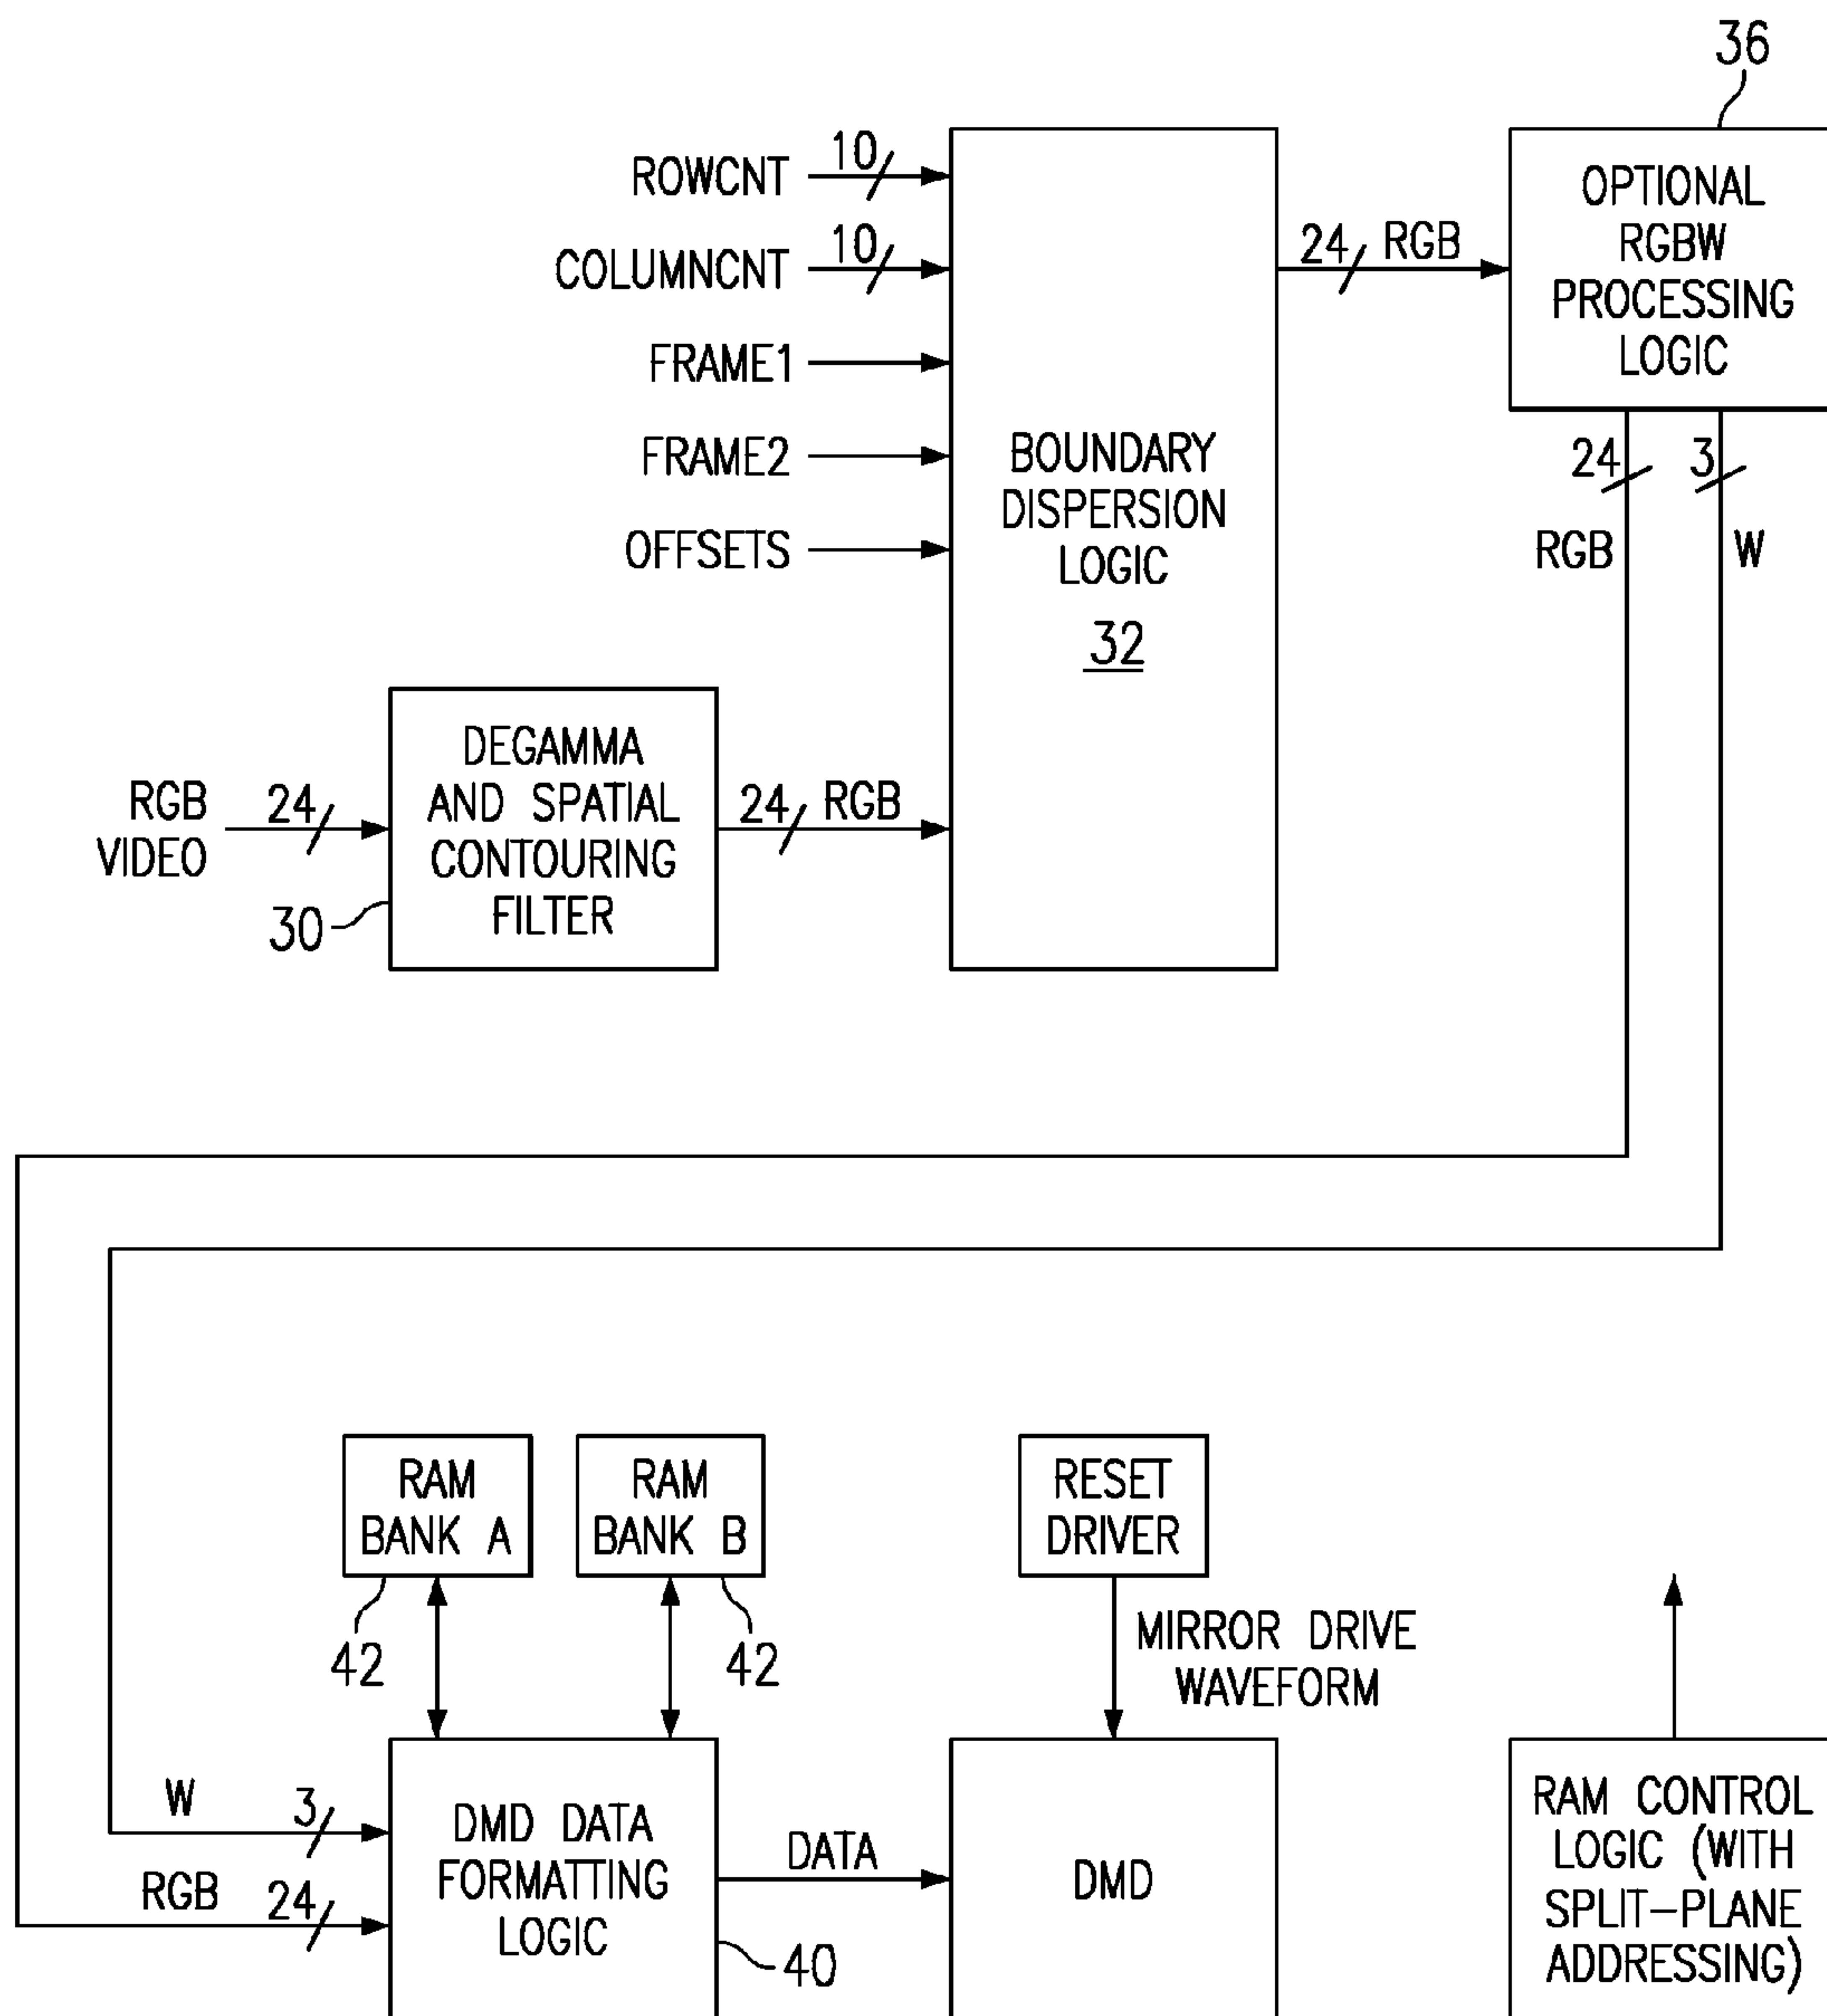 36
ROWCNT
10
COLUMNCNT
10
FRAME1
FRAME2
OFFSETS
BOUNDARY
DISPERSION
LOGIC
32
24
RGB
OPTIONAL
RGBW
PROCESSING
LOGIC
24
3
RGB
W
RGB
VIDEO
24
DEGAMMA
AND SPATIAL
CONTOURING
FILTER
30
24
RGB
RAM
BANK A
42
RAM
BANK B
42
RESET
DRIVER
MIRROR DRIVE
WAVEFORM
W
3
RGB
24
DMD DATA
FORMATTING
LOGIC
40
DATA
DMD
RAM CONTROL
LOGIC (WITH
SPLIT-PLANE
ADDRESSING)